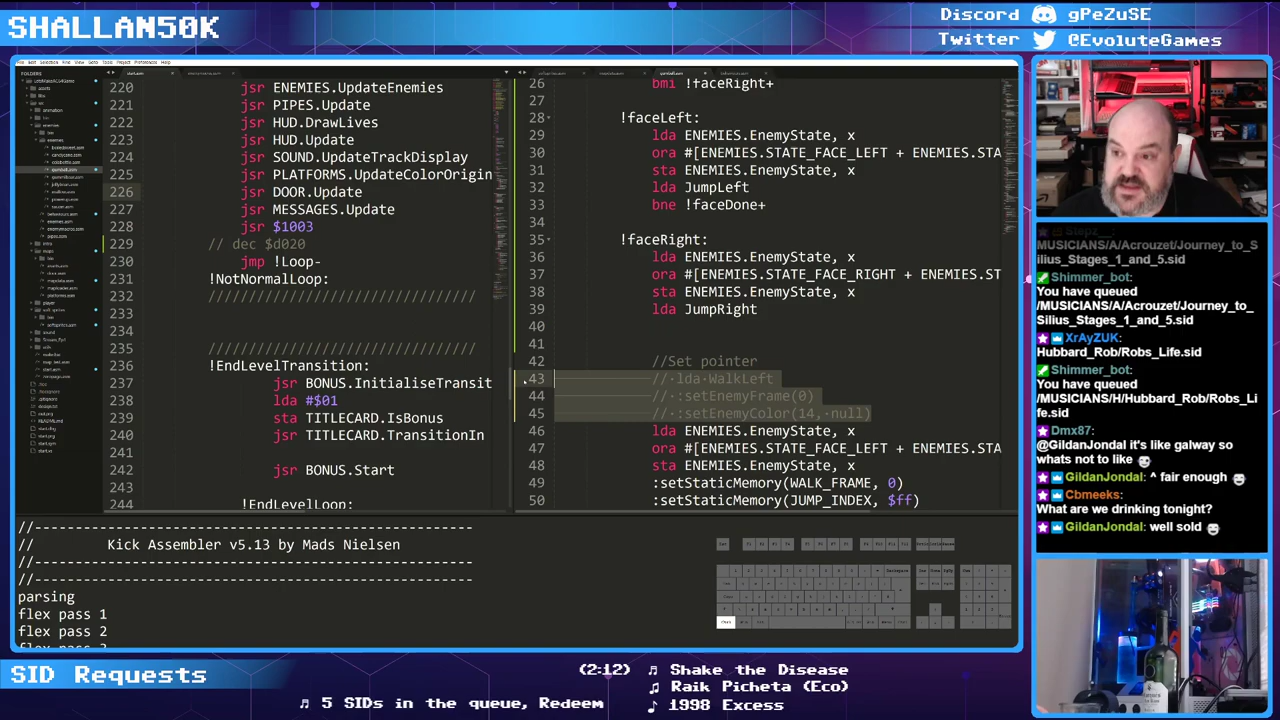 SHALLAN50K
Discord gPeZuSE
Twitter @EvoluteGames
FOLDERS
220 jsr ENEMIES.UpdateEnemies
221 jsr PIPES.Update
222 jsr HUD.DrawLives
223 jsr HUD.Update
224 jsr SOUND.UpdateTrackDisplay
225 jsr PLATFORMS.UpdateColorOrigin
226 jsr DOOR.Update
227 jsr MESSAGES.Update
228 jsr $1003
229 // dec $d020
230 jmp !Loop-
231 !NotNormalLoop:
232 /////////////////////////////////
233
234
235 /////////////////////////////////
236 !EndLevelTransition:
237 jsr BONUS.InitialiseTransit
238 lda #$01
239 sta TITLECARD.IsBonus
240 jsr TITLECARD.TransitionIn
241
242 jsr BONUS.Start
243
244 !EndLevelLoop:
26 bmi !faceRight+
27
28 !faceLeft:
29 lda ENEMIES.EnemyState, x
30 ora #[ENEMIES.STATE_FACE_LEFT + ENEMIES.STA
31 sta ENEMIES.EnemyState, x
32 lda JumpLeft
33 bne !faceDone+
34
35 !faceRight:
36 lda ENEMIES.EnemyState, x
37 ora #[ENEMIES.STATE_FACE_RIGHT + ENEMIES.ST
38 sta ENEMIES.EnemyState, x
39 lda JumpRight
40
41
42 //Set pointer
43 // lda WalkLeft
44 // :setEnemyFrame(0)
45 // :setEnemyColor(14, null)
46 lda ENEMIES.EnemyState, x
47 ora #[ENEMIES.STATE_FACE_LEFT + ENEMIES.STA
48 sta ENEMIES.EnemyState, x
49 :setStaticMemory(WALK_FRAME, 0)
50 :setStaticMemory(JUMP_INDEX, $ff)
//-----------------------------------------------------
// Kick Assembler v5.13 by Mads Nielsen
//-----------------------------------------------------
//-----------------------------------------------------
parsing
flex pass 1
flex pass 2
Stepz__:
MUSICIANS/A/Acrouzet/Journey_to_S
ilius_Stages_1_and_5.sid
Shimmer_bot:
You have queued
/MUSICIANS/A/Acrouzet/Journey_to_
Silius_Stages_1_and_5.sid
XrAyZUK:
Hubbard_Rob/Robs_Life.sid
Shimmer_bot:
You have queued
/MUSICIANS/H/Hubbard_Rob/Robs_Li
fe.sid
Dmx87:
@GildanJondal it's like galway so
whats not to like
GildanJondal: ^ fair enough
Cbmeeks:
What are we drinking tonight?
GildanJondal: well sold
SID Requests
(2:12) ♫ Shake the Disease
♫ Raik Picheta (Eco)
♪ 1998 Excess
♫ 5 SIDs in the queue, Redeem